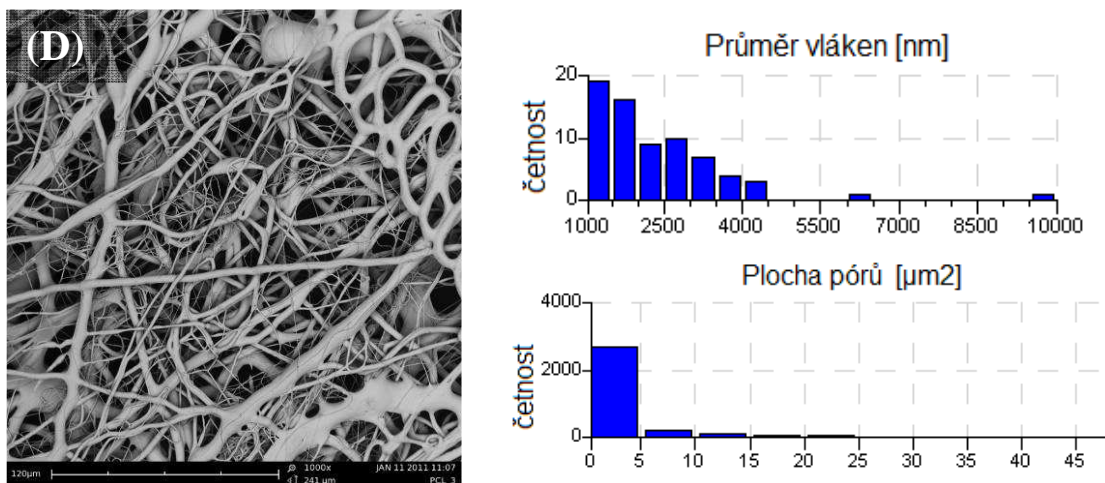 (D)
120µm
1000x
241 µm
JAN 11 2011 11:07
PCL_3
Průměr vláken [nm]
četnost
20
10
0
1000 2500 4000 5500 7000 8500 10000
Plocha pórů [µm2]
četnost
4000
2000
0
0 5 10 15 20 25 30 35 40 45